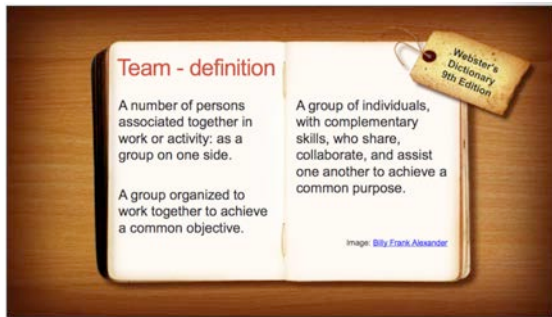 Team - definition
A number of persons
associated together in
work or activity: as a
group on one side.
A group organized to
work together to achieve
a common objective.
A group of individuals,
with complementary
skills, who share,
collaborate, and assist
one another to achieve a
common purpose.
Image: Billy Frank Alexander
Webster's
Dictionary
9th Edition